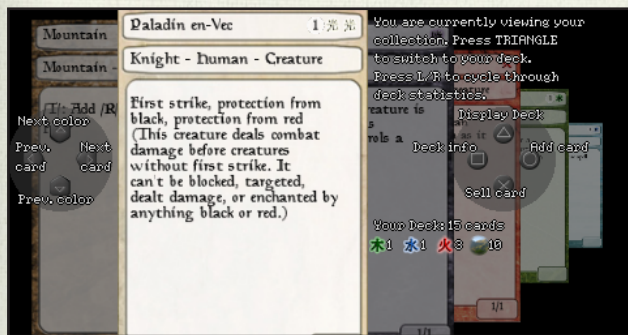 Mountain
Mountain -
Paladin en-Vec
1
Knight - Human - Creature
First strike, protection from
black, protection from red
(This creature deals combat
damage before creatures
without first strike. It
can't be blocked, targeted,
dealt damage, or enchanted by
anything black or red.)
You are currently viewing your
collection. Press TRIANGLE
to switch to your deck.
Press L/R to cycle through
deck statistics.
Next color
Prev. card
Next card
Prev. color
Display Deck
Deck info
Add card
Sell card
Your Deck: 15 cards
木1 水1 火3 10
1/1
1/1